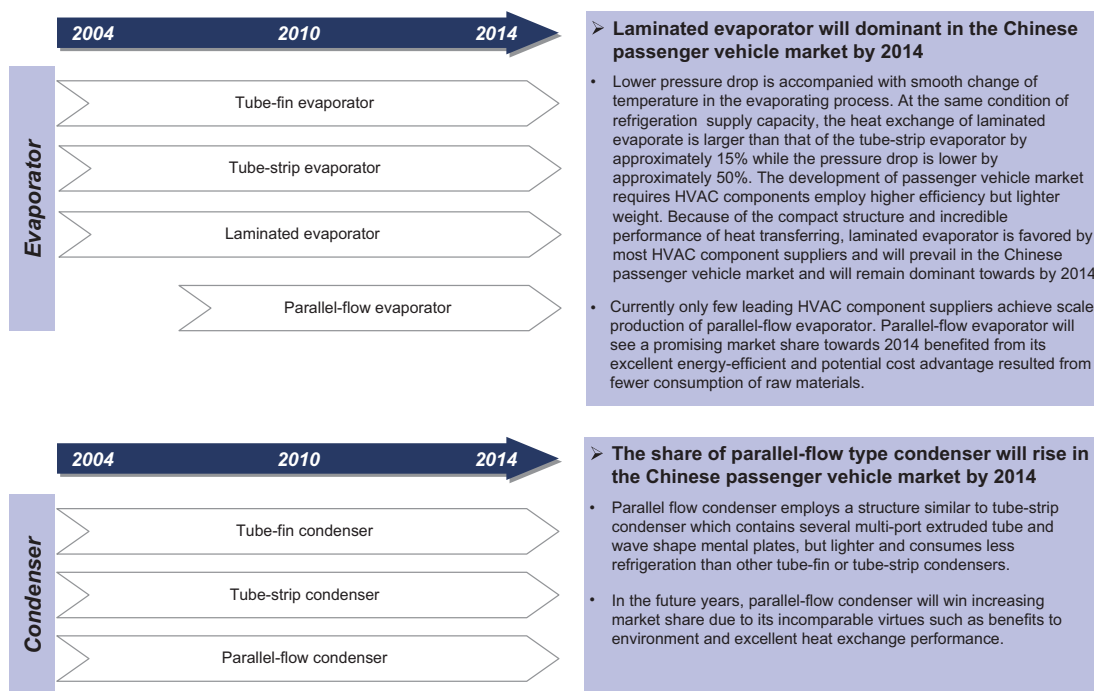 2004 2010 2014
Evaporator
Tube-fin evaporator
Tube-strip evaporator
Laminated evaporator
Parallel-flow evaporator
➢ Laminated evaporator will dominant in the Chinese
passenger vehicle market by 2014
• Lower pressure drop is accompanied with smooth change of
temperature in the evaporating process. At the same condition of
refrigeration supply capacity, the heat exchange of laminated
evaporate is larger than that of the tube-strip evaporator by
approximately 15% while the pressure drop is lower by
approximately 50%. The development of passenger vehicle market
requires HVAC components employ higher efficiency but lighter
weight. Because of the compact structure and incredible
performance of heat transferring, laminated evaporator is favored by
most HVAC component suppliers and will prevail in the Chinese
passenger vehicle market and will remain dominant towards by 2014
• Currently only few leading HVAC component suppliers achieve scale
production of parallel-flow evaporator. Parallel-flow evaporator will
see a promising market share towards 2014 benefited from its
excellent energy-efficient and potential cost advantage resulted from
fewer consumption of raw materials.
2004 2010 2014
Condenser
Tube-fin condenser
Tube-strip condenser
Parallel-flow condenser
➢ The share of parallel-flow type condenser will rise in
the Chinese passenger vehicle market by 2014
• Parallel flow condenser employs a structure similar to tube-strip
condenser which contains several multi-port extruded tube and
wave shape mental plates, but lighter and consumes less
refrigeration than other tube-fin or tube-strip condensers.
• In the future years, parallel-flow condenser will win increasing
market share due to its incomparable virtues such as benefits to
environment and excellent heat exchange performance.